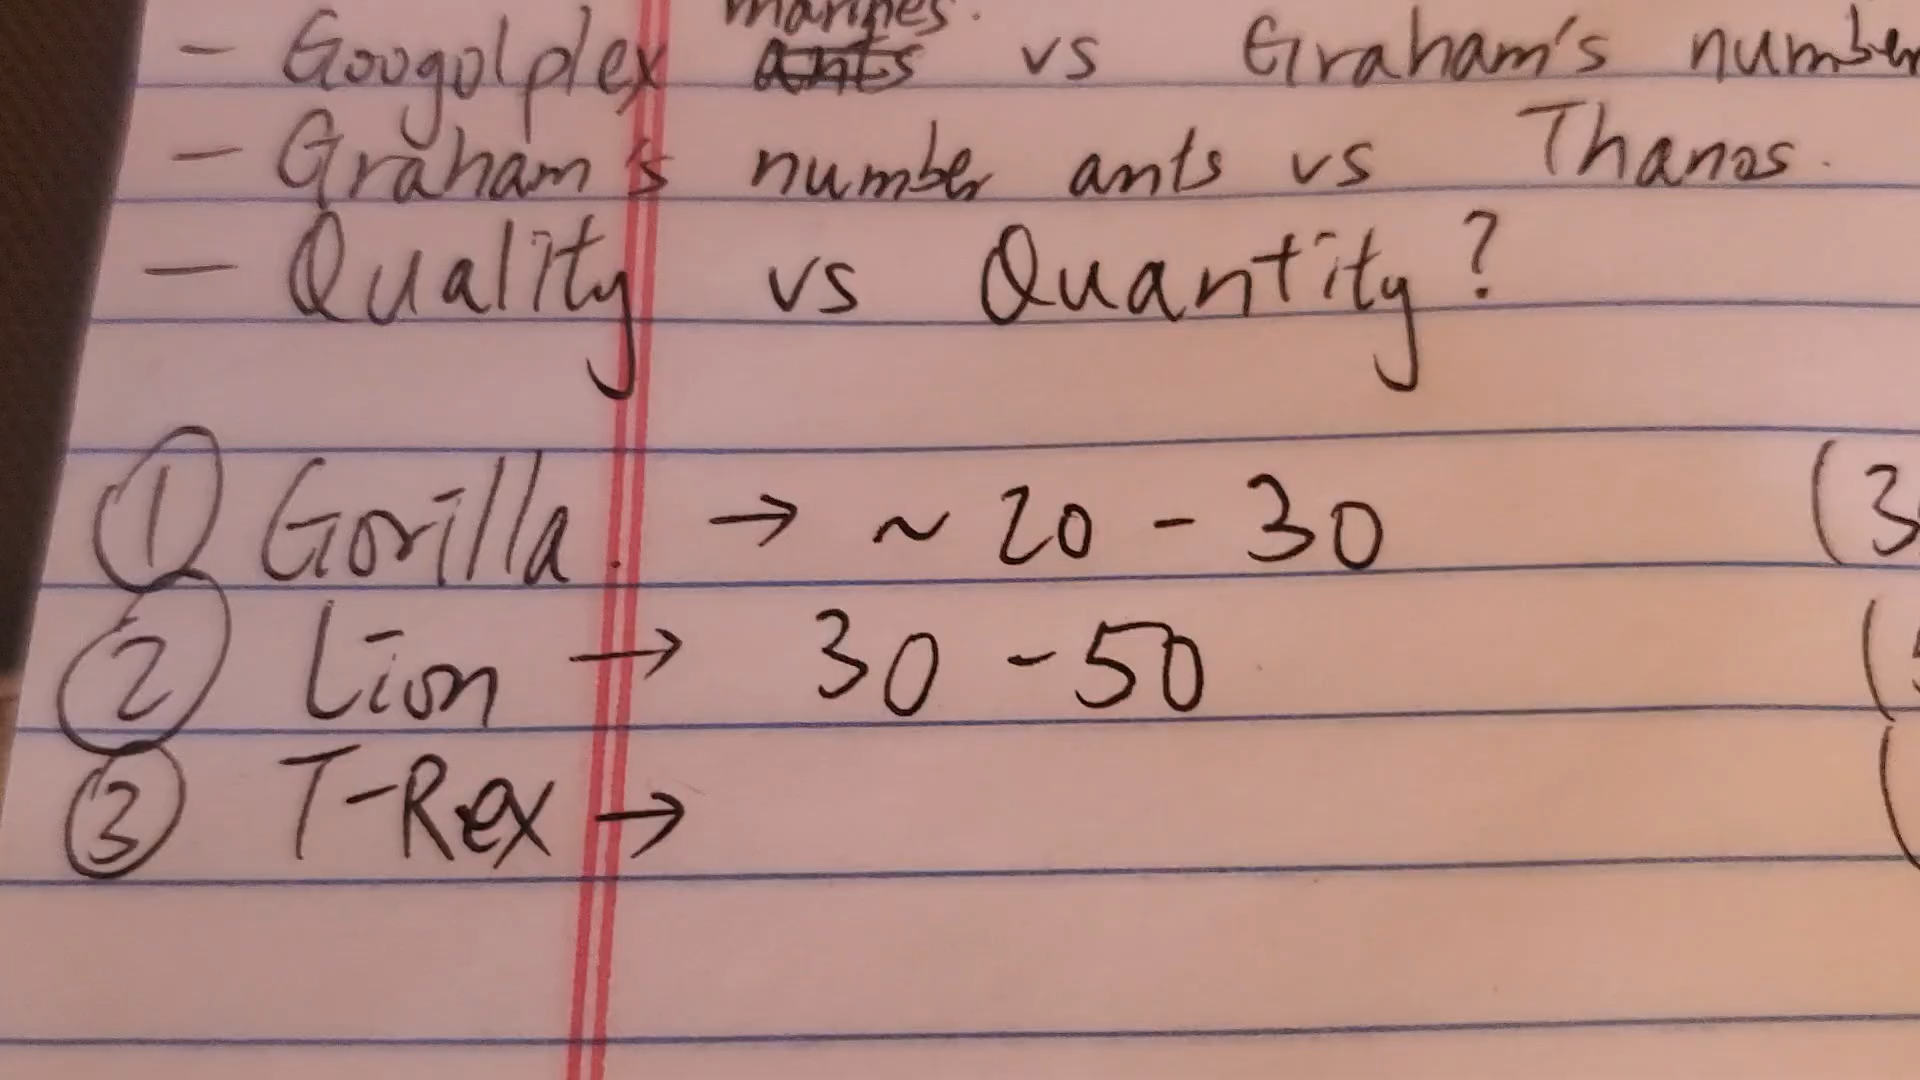 marines.
- Googolplex ants vs Graham's number
- Graham's number ants vs Thanos.
- Quality vs Quantity?
① Gorilla. → ~ 20 - 30 (3
② Lion → 30 - 50 (
③ T-Rex → (